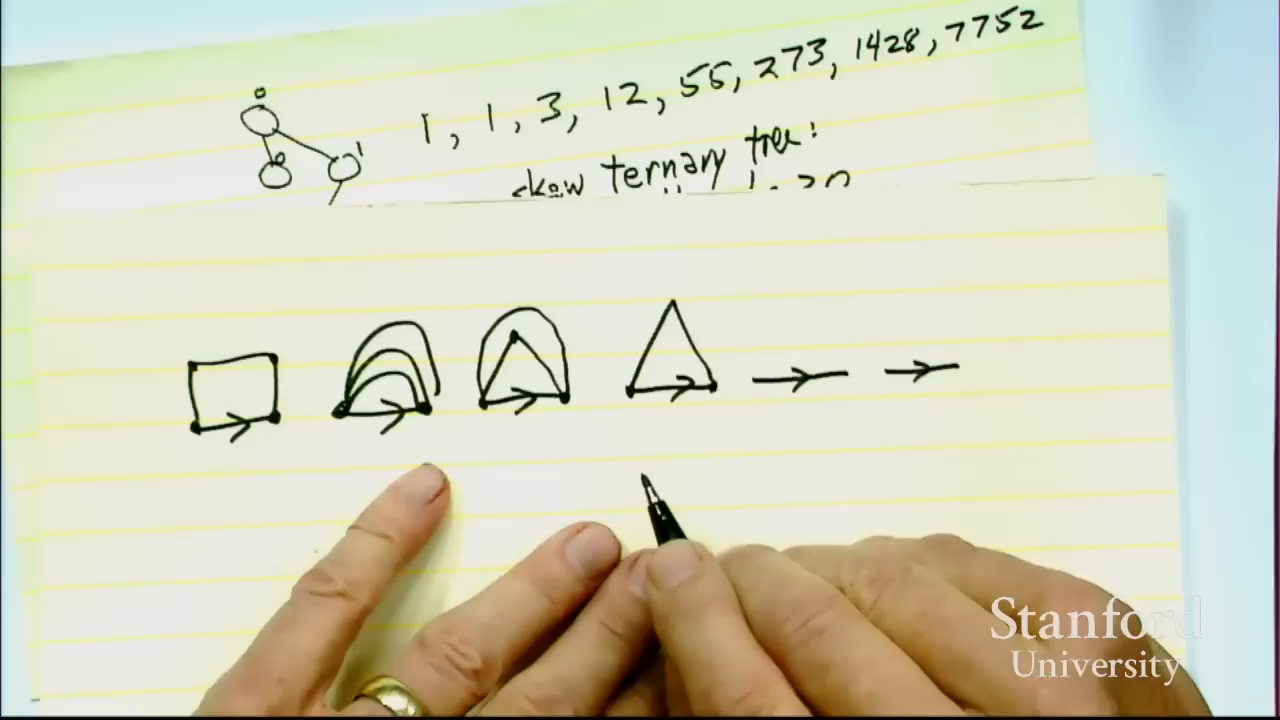 1, 1, 3, 12, 55, 273, 1428, 7752
skew ternary tree:
Stanford
University